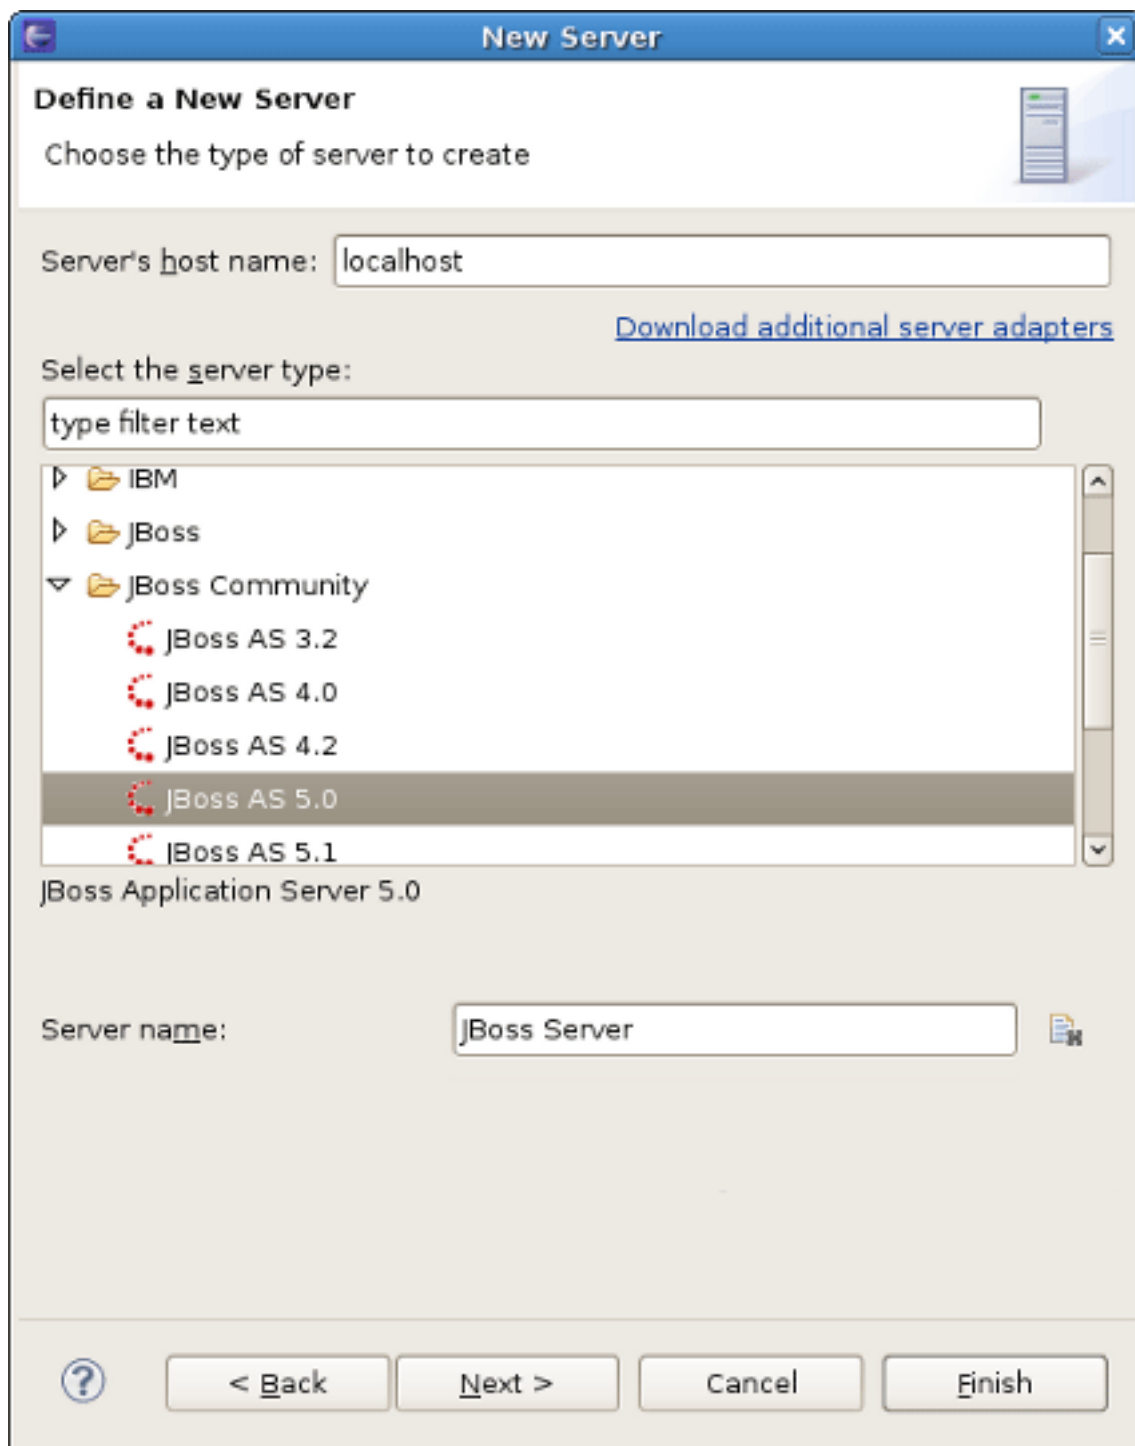 New Server
Define a New Server
Choose the type of server to create
Server's host name: localhost
Download additional server adapters
Select the server type:
type filter text
IBM
JBoss
JBoss Community
JBoss AS 3.2
JBoss AS 4.0
JBoss AS 4.2
JBoss AS 5.0
JBoss AS 5.1
JBoss Application Server 5.0
Server name: JBoss Server
? < Back Next > Cancel Finish